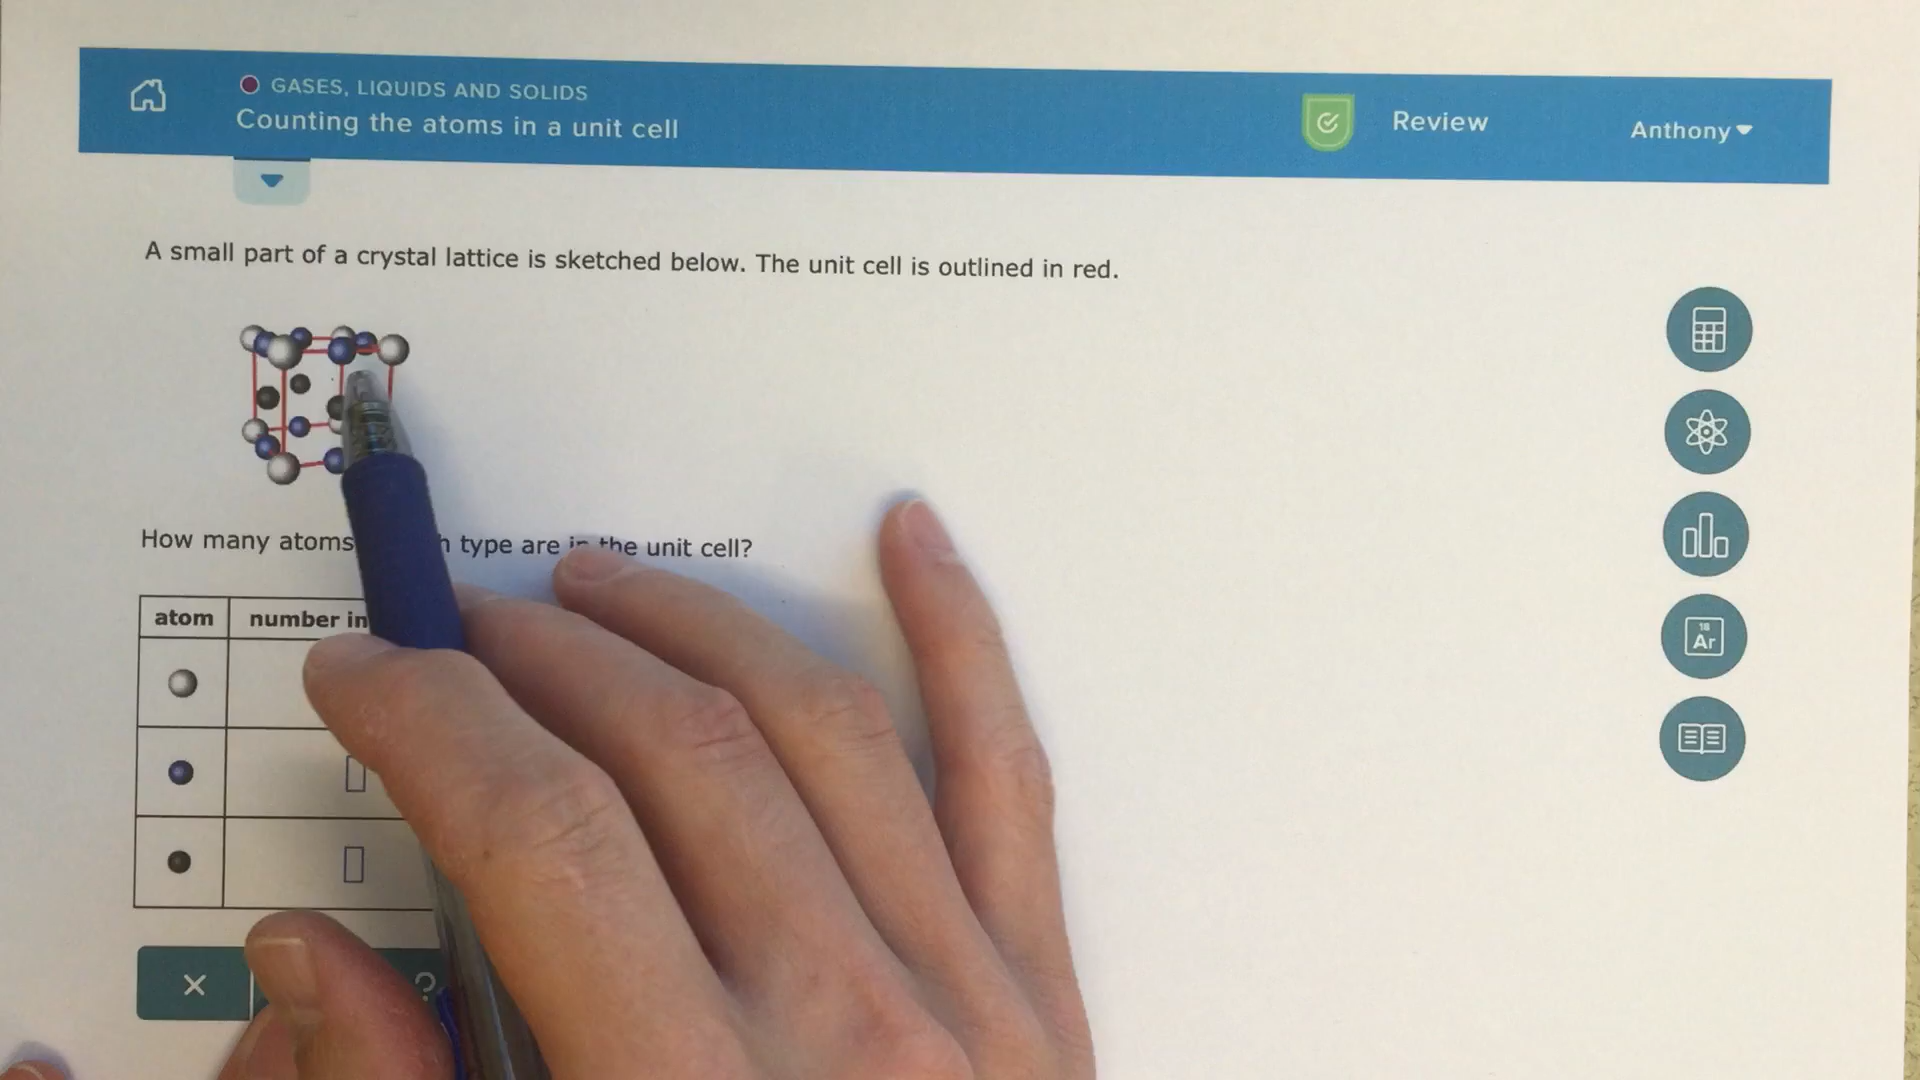 GASES, LIQUIDS AND SOLIDS
Counting the atoms in a unit cell
Review
Anthony
A small part of a crystal lattice is sketched below. The unit cell is outlined in red.
How many atoms type are in the unit cell?
atom number in
18
Ar
?